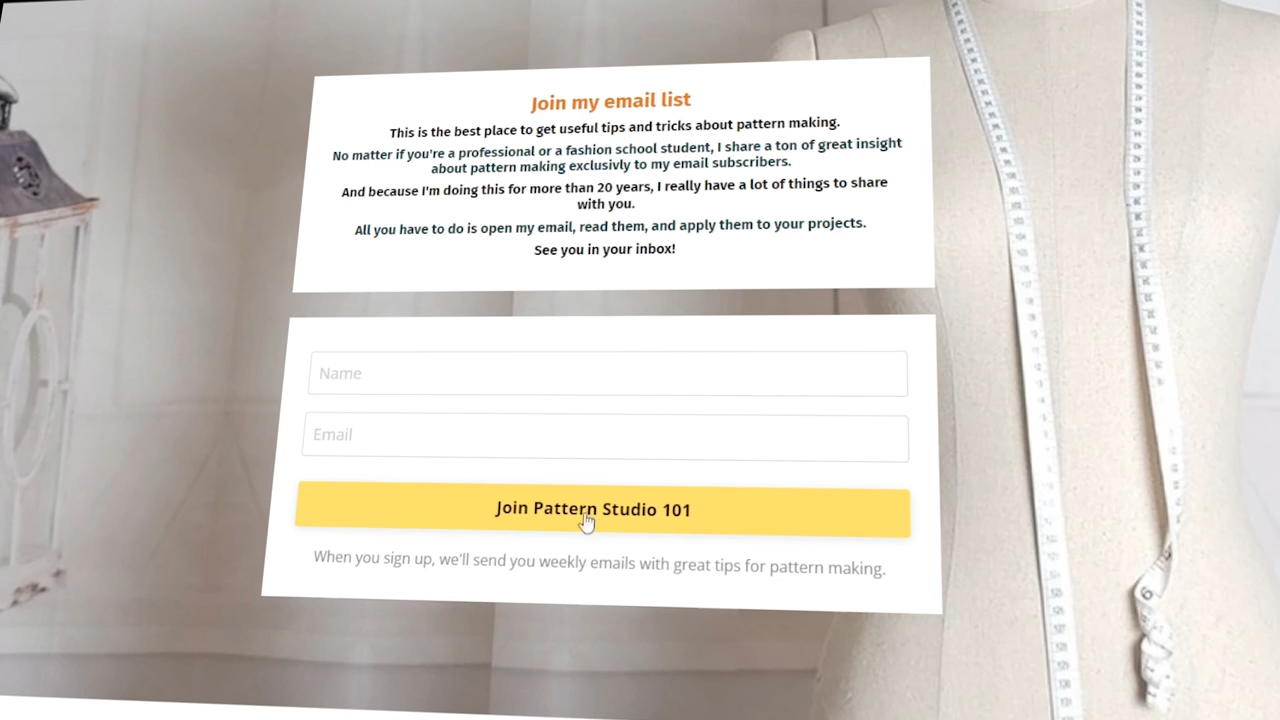 Join my email list
This is the best place to get useful tips and tricks about pattern making.
No matter if you're a professional or a fashion school student, I share a ton of great insight
about pattern making exclusivly to my email subscribers.
And because I'm doing this for more than 20 years, I really have a lot of things to share
with you.
All you have to do is open my email, read them, and apply them to your projects.
See you in your inbox!
Name
Email
Join Pattern Studio 101
When you sign up, we'll send you weekly emails with great tips for pattern making.